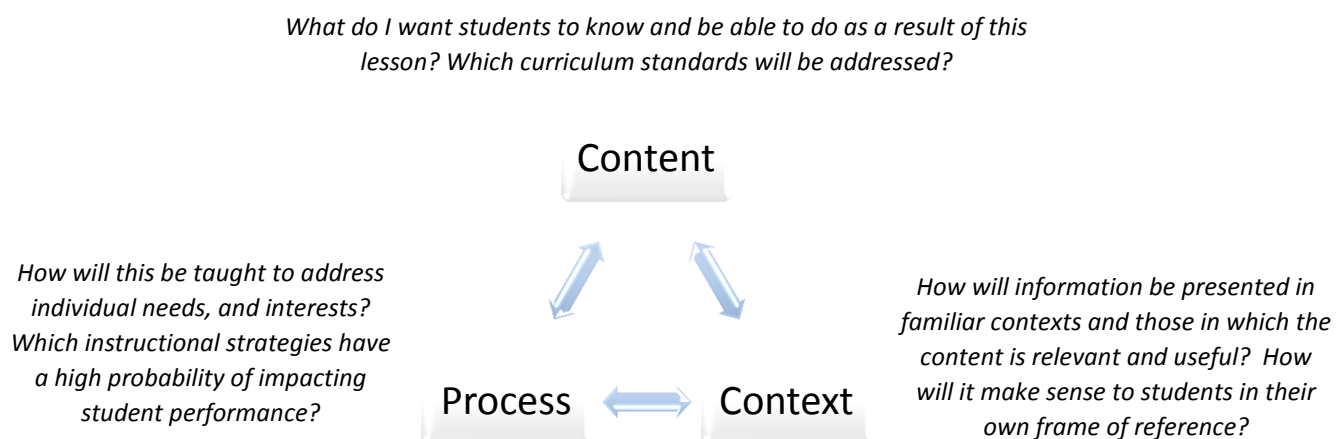 What do I want students to know and be able to do as a result of this
lesson? Which curriculum standards will be addressed?
Content
How will this be taught to address
individual needs, and interests?
Which instructional strategies have
a high probability of impacting
student performance?
How will information be presented in
familiar contexts and those in which the
content is relevant and useful?  How
will it make sense to students in their
own frame of reference?
Process
Context